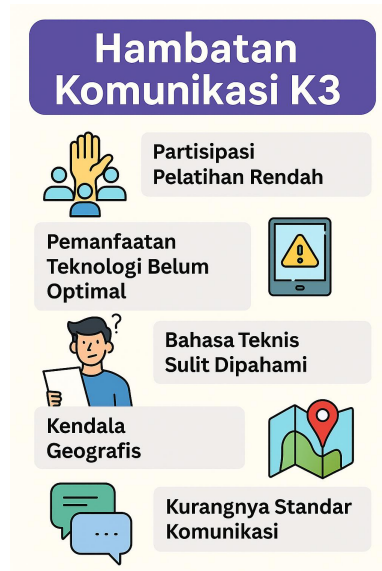 Hambatan
Komunikasi K3
Partisipasi
Pelatihan Rendah
Pemanfaatan
Teknologi Belum
Optimal
?
Bahasa Teknis
Sulit Dipahami
Kendala
Geografis
Kurangnya Standar
Komunikasi